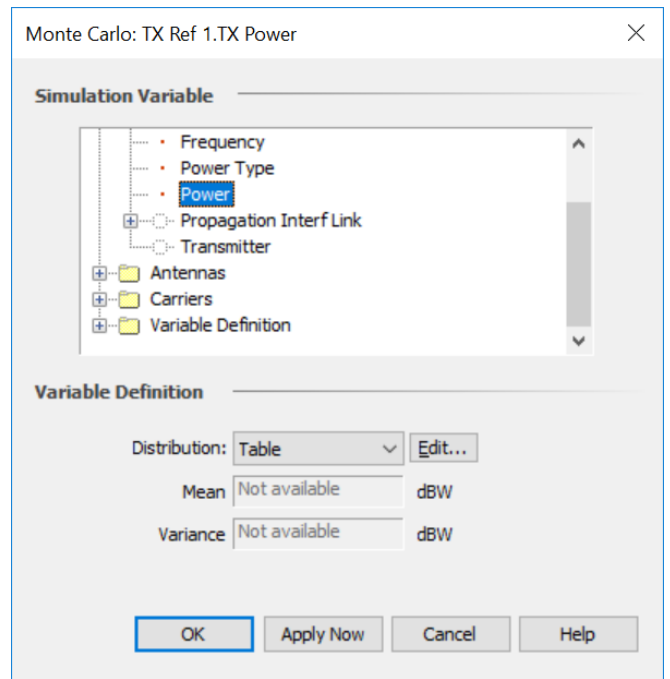 Monte Carlo: TX Ref 1.TX Power
Simulation Variable
Frequency
Power Type
Power
Propagation Interf Link
Transmitter
Antennas
Carriers
Variable Definition
Variable Definition
Distribution: Table Edit...
Mean Not available dBW
Variance Not available dBW
OK Apply Now Cancel Help